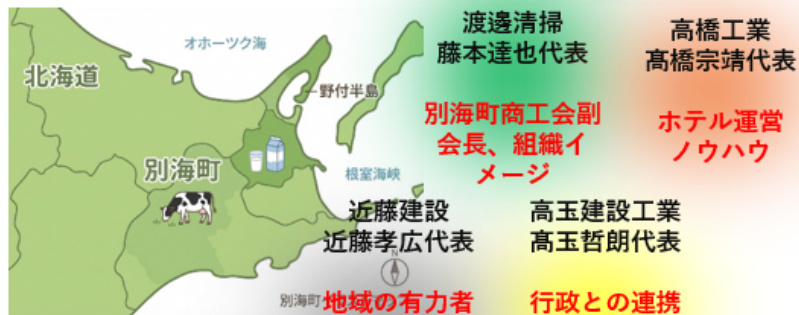 オホーツク海
北海道
野付半島
別海町
根室海峡
渡邊清掃
藤本達也代表
別海町商工会副
会長、組織イ
メージ
高橋工業
髙橋宗靖代表
ホテル運営
ノウハウ
近藤建設
近藤孝広代表
N
別海町
地域の有力者
高玉建設工業
髙玉哲朗代表
行政との連携